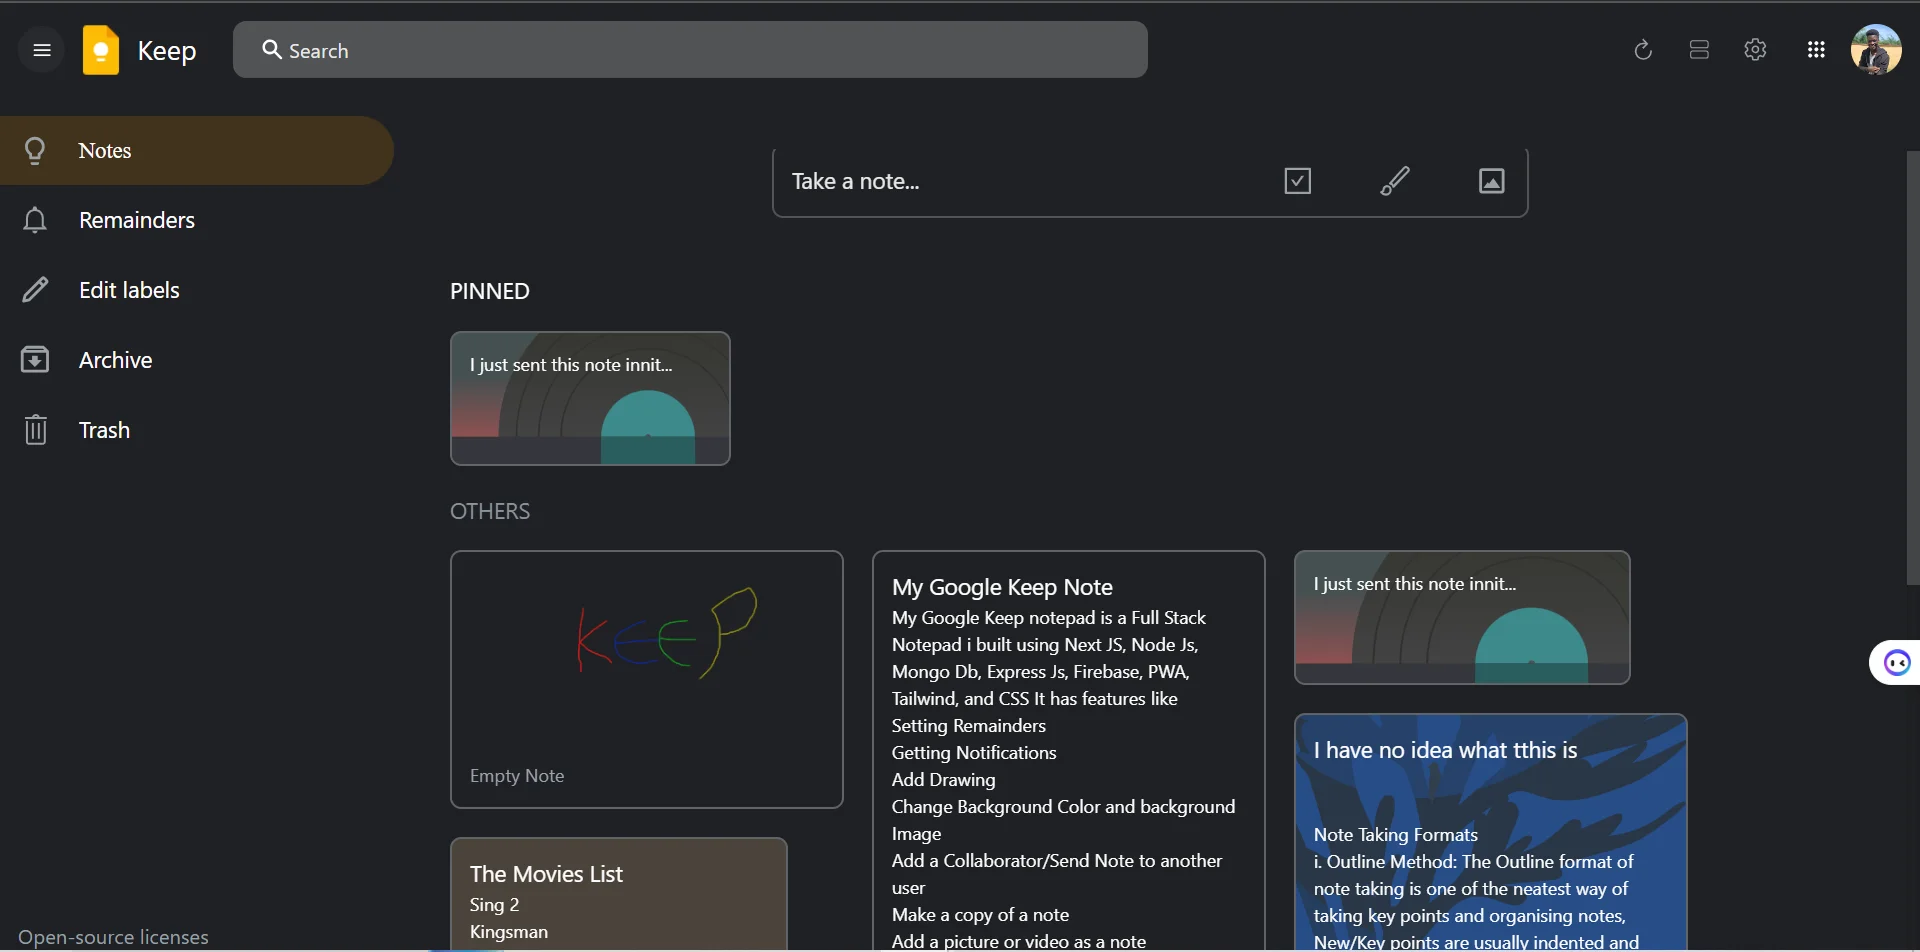 Keep
Search
Notes
Remainders
Edit labels
Archive
Trash
Open-source licenses
Take a note...
PINNED
I just sent this note innit...
OTHERS
KEEP
Empty Note
The Movies List
Sing 2
Kingsman
My Google Keep Note
My Google Keep notepad is a Full Stack
Notepad i built using Next JS, Node Js,
Mongo Db, Express Js, Firebase, PWA,
Tailwind, and CSS It has features like
Setting Remainders
Getting Notifications
Add Drawing
Change Background Color and background
Image
Add a Collaborator/Send Note to another
user
Make a copy of a note
Add a picture or video as a note
I just sent this note innit...
I have no idea what tthis is
Note Taking Formats
i. Outline Method: The Outline format of
note taking is one of the neatest way of
taking key points and organising notes,
New/Key points are usually indented and